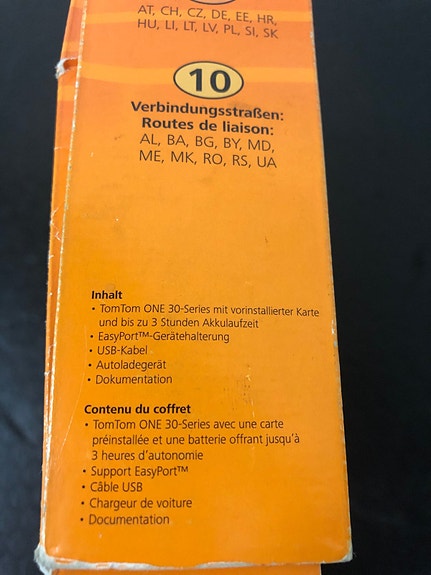 AT, CH, CZ, DE, EE, HR,
HU, LI, LT, LV, PL, SI, SK
10
Verbindungsstraßen:
Routes de liaison:
AL, BA, BG, BY, MD,
ME, MK, RO, RS, UA
Inhalt
• TomTom ONE 30-Series mit vorinstallierter Karte
und bis zu 3 Stunden Akkulaufzeit
• EasyPort™-Gerätehalterung
• USB-Kabel
• Autoladegerät
• Dokumentation
Contenu du coffret
• TomTom ONE 30-Series avec une carte
préinstallée et une batterie offrant jusqu'à
3 heures d'autonomie
• Support EasyPort™
• Câble USB
• Chargeur de voiture
• Documentation